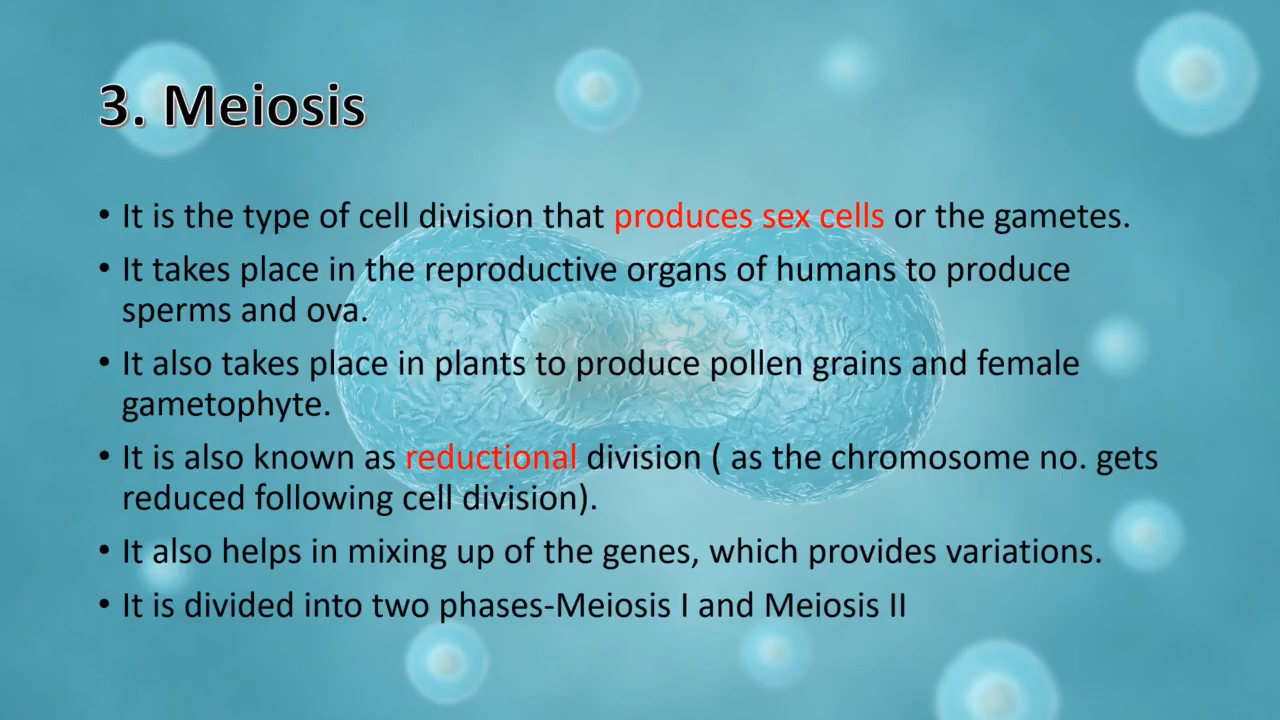 3. Meiosis
• It is the type of cell division that produces sex cells or the gametes.
• It takes place in the reproductive organs of humans to produce
sperms and ova.
• It also takes place in plants to produce pollen grains and female
gametophyte.
• It is also known as reductional division ( as the chromosome no. gets
reduced following cell division).
• It also helps in mixing up of the genes, which provides variations.
• It is divided into two phases-Meiosis I and Meiosis II